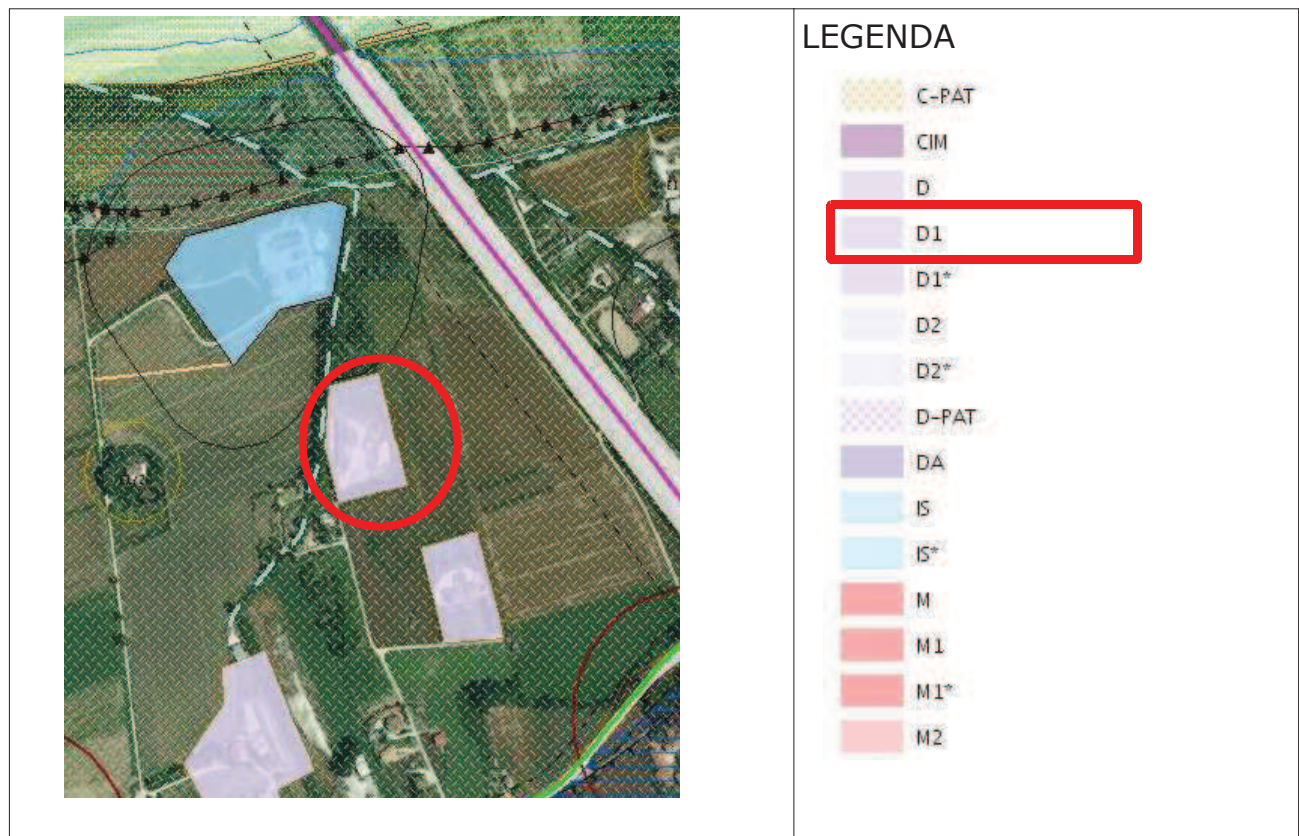 LEGENDA
C-PAT
CIM
D
D1
D1*
D2
D2*
D-PAT
DA
IS
IS*
M
M1
M1*
M2